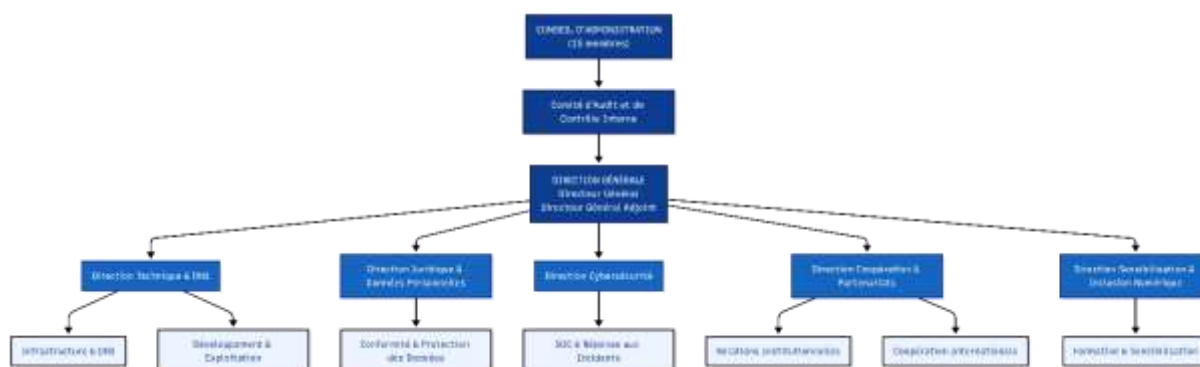 CONSEIL D'ADMINISTRATION
(15 membres)
Comité d'Audit et de
Contrôle Interne
DIRECTION GÉNÉRALE
Directeur Général
Directeur Général Adjoint
Direction Technique & DNS
Direction Juridique &
Données Personnelles
Direction Cybersécurité
Direction Coopération &
Partenariats
Direction Sensibilisation &
Inclusion Numérique
Infrastructure & DNS
Développement &
Exploitation
Conformité & Protection
des Données
SOC & Réponse aux
Incidents
Relations Institutionnelles
Coopération Internationale
Formation & Sensibilisation